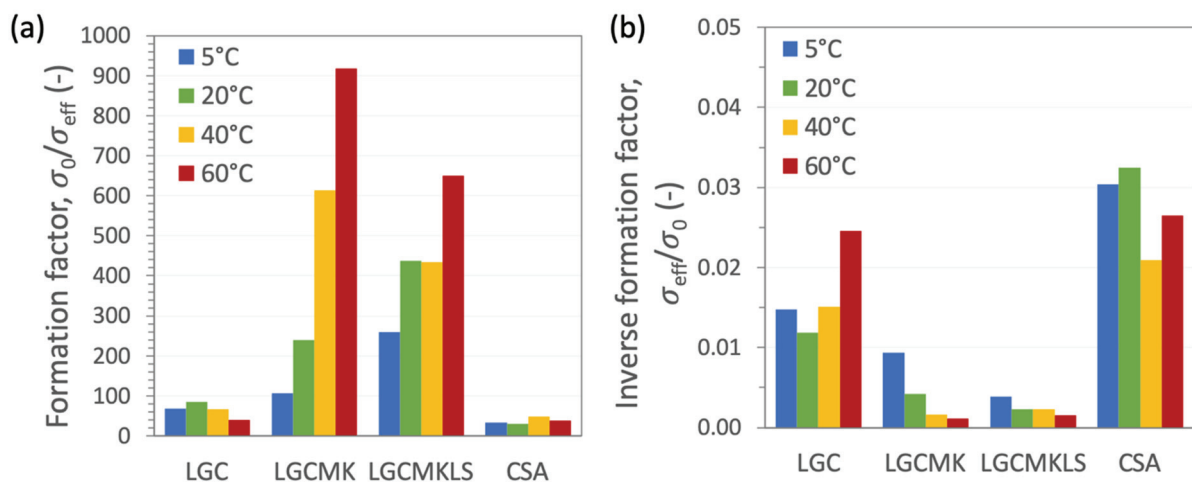 (a)
Formation factor, σ₀/σeff (-)
1000
900
800
700
600
500
400
300
200
100
0
5°C
20°C
40°C
60°C
LGC LGCMK LGCMKLS CSA
(b)
Inverse formation factor,
σeff/σ₀ (-)
0.05
0.04
0.03
0.02
0.01
0.00
5°C
20°C
40°C
60°C
LGC LGCMK LGCMKLS CSA